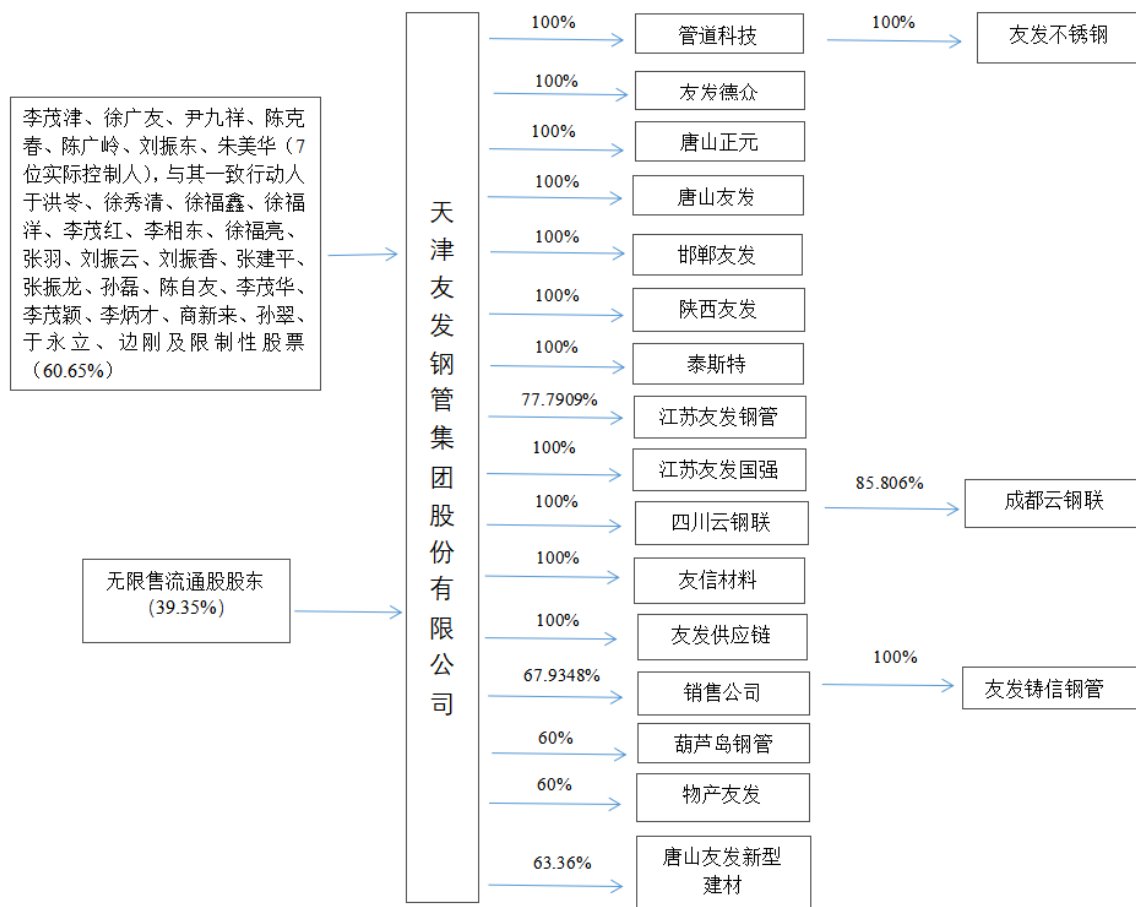 李茂津、徐广友、尹九祥、陈克
春、陈广岭、刘振东、朱美华（7
位实际控制人），与其一致行动人
于洪岑、徐秀清、徐福鑫、徐福
洋、李茂红、李相东、徐福亮、
张羽、刘振云、刘振香、张建平、
张振龙、孙磊、陈自友、李茂华、
李茂颖、李炳才、商新来、孙翠、
于永立、边刚及限制性股票
（60.65%）
无限售流通股股东
(39.35%)
天津友发钢管集团股份有限公司
100%
管道科技
100%
友发不锈钢
100%
友发德众
100%
唐山正元
100%
唐山友发
100%
邯郸友发
100%
陕西友发
100%
泰斯特
77.7909%
江苏友发钢管
100%
江苏友发国强
100%
四川云钢联
85.806%
成都云钢联
100%
友信材料
100%
友发供应链
67.9348%
销售公司
100%
友发铸信钢管
60%
葫芦岛钢管
60%
物产友发
63.36%
唐山友发新型
建材